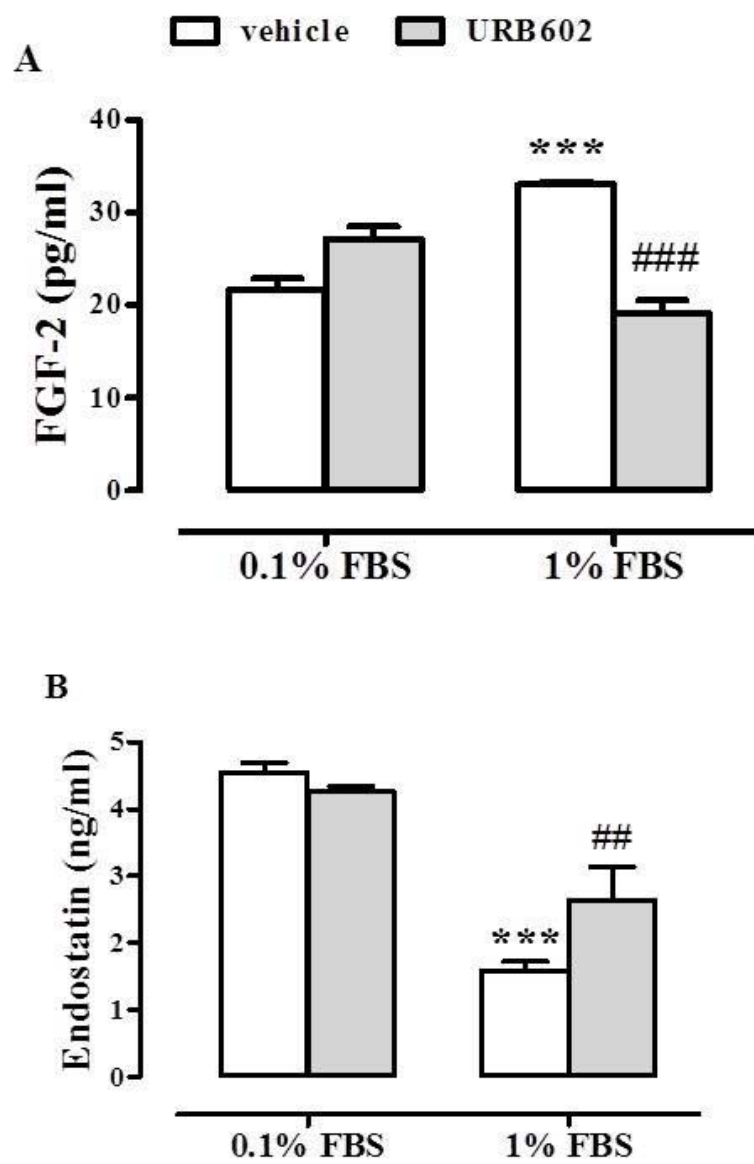 vehicle URB602
A
FGF-2 (pg/ml)
40
30
20
10
0
***
###
0.1% FBS 1% FBS
B
Endostatin (ng/ml)
5
4
3
2
1
0
***
##
0.1% FBS 1% FBS